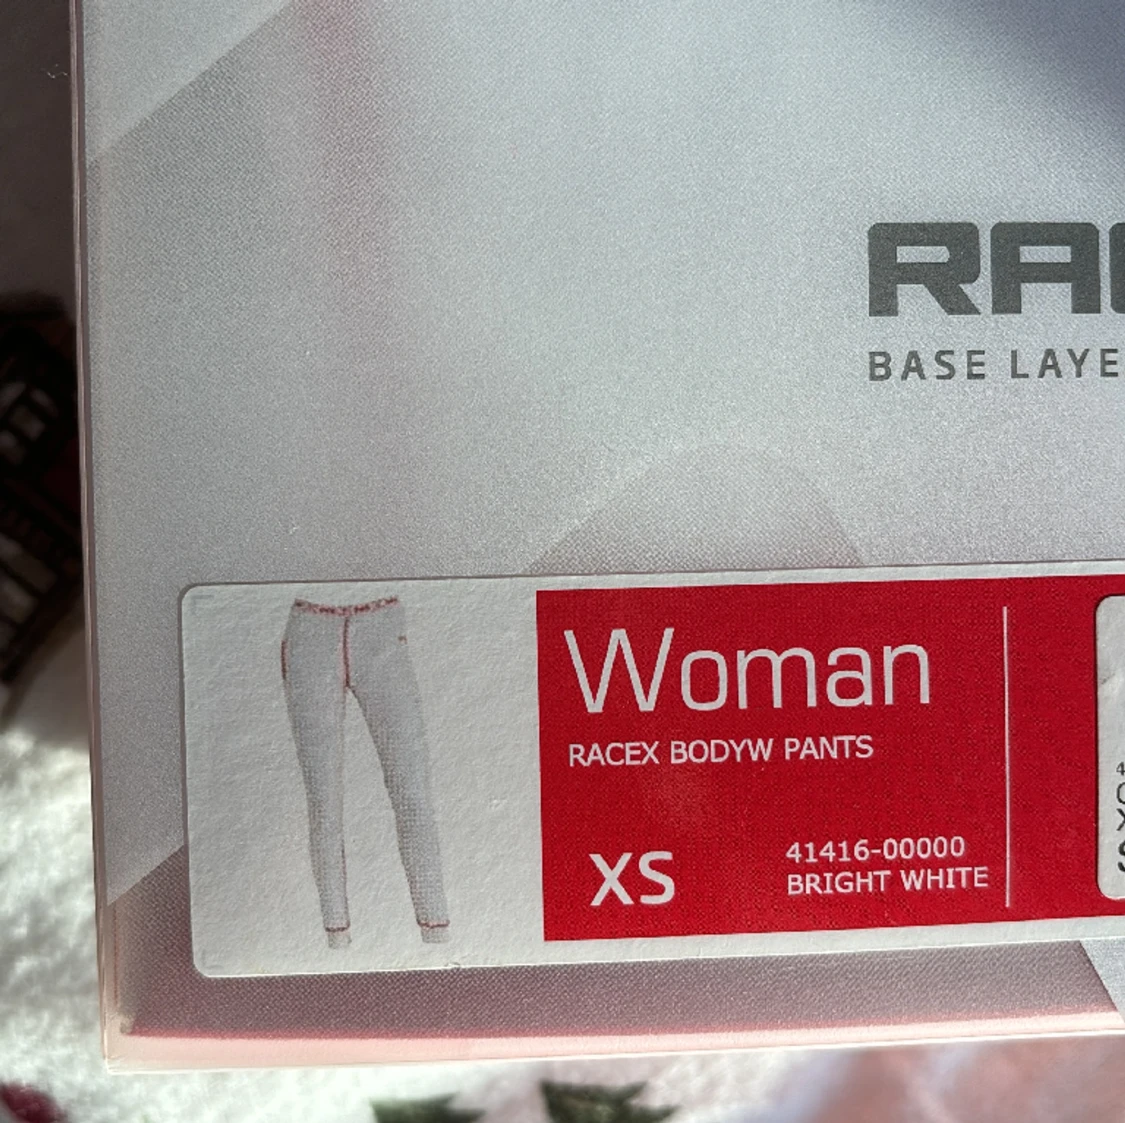 BASE LAYE
Woman
RACEX BODYW PANTS
XS
41416-00000
BRIGHT WHITE